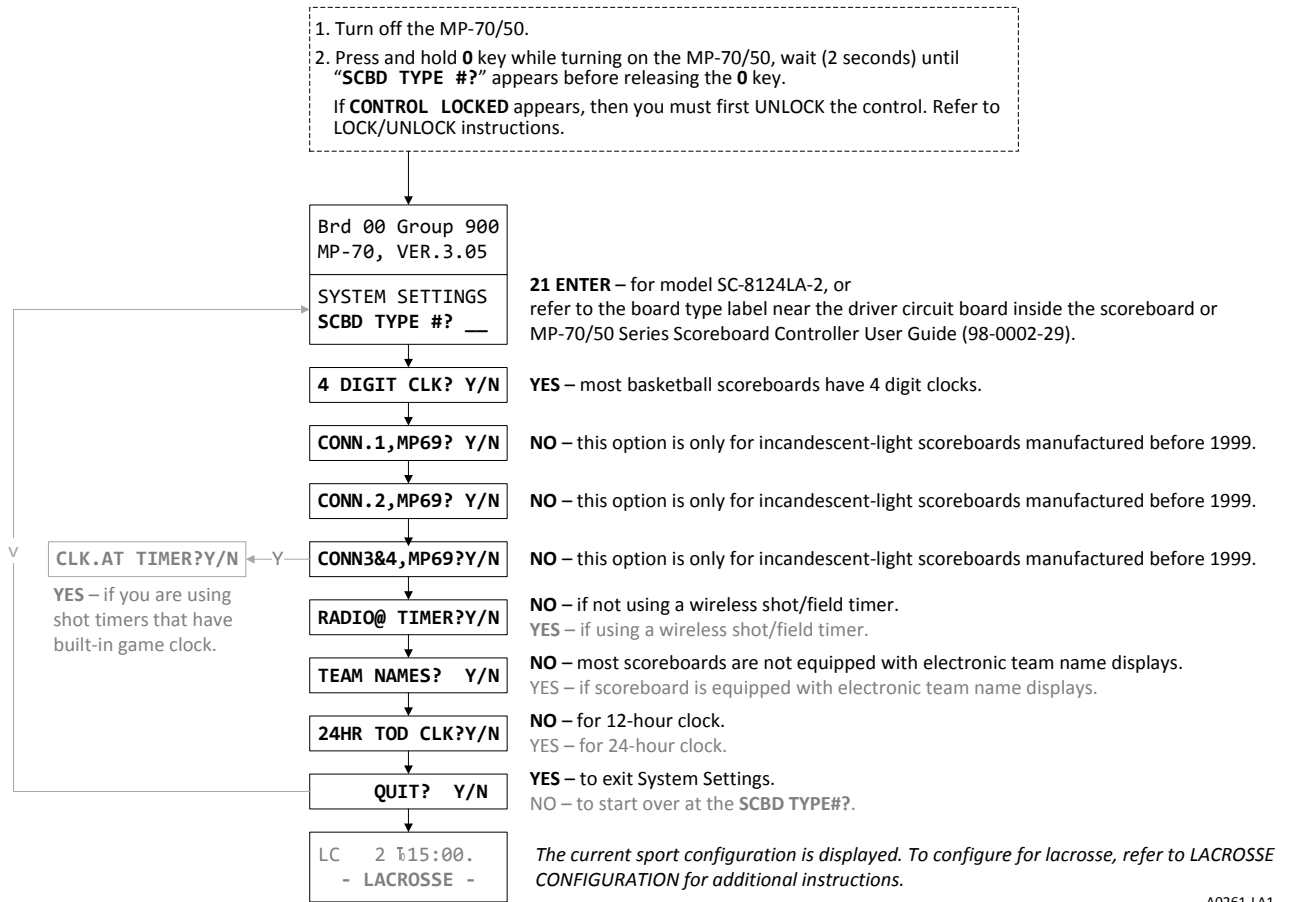 1. Turn off the MP-70/50.
2. Press and hold 0 key while turning on the MP-70/50, wait (2 seconds) until
“SCBD TYPE #?” appears before releasing the 0 key.
If CONTROL LOCKED appears, then you must first UNLOCK the control. Refer to
LOCK/UNLOCK instructions.
Brd 00 Group 900
MP-70, VER.3.05
SYSTEM SETTINGS
SCBD TYPE #? __
21 ENTER – for model SC-8124LA-2, or
refer to the board type label near the driver circuit board inside the scoreboard or
MP-70/50 Series Scoreboard Controller User Guide (98-0002-29).
4 DIGIT CLK? Y/N
YES – most basketball scoreboards have 4 digit clocks.
CONN.1,MP69? Y/N
NO – this option is only for incandescent-light scoreboards manufactured before 1999.
CONN.2,MP69? Y/N
NO – this option is only for incandescent-light scoreboards manufactured before 1999.
V
CLK.AT TIMER?Y/N
Y
CONN3&4,MP69?Y/N
NO – this option is only for incandescent-light scoreboards manufactured before 1999.
YES – if you are using
shot timers that have
built-in game clock.
RADIO@ TIMER?Y/N
NO – if not using a wireless shot/field timer.
YES – if using a wireless shot/field timer.
TEAM NAMES? Y/N
NO – most scoreboards are not equipped with electronic team name displays.
YES – if scoreboard is equipped with electronic team name displays.
24HR TOD CLK?Y/N
NO – for 12-hour clock.
YES – for 24-hour clock.
QUIT? Y/N
YES – to exit System Settings.
NO – to start over at the SCBD TYPE#?.
LC 2 15:00.
- LACROSSE -
The current sport configuration is displayed. To configure for lacrosse, refer to LACROSSE
CONFIGURATION for additional instructions.